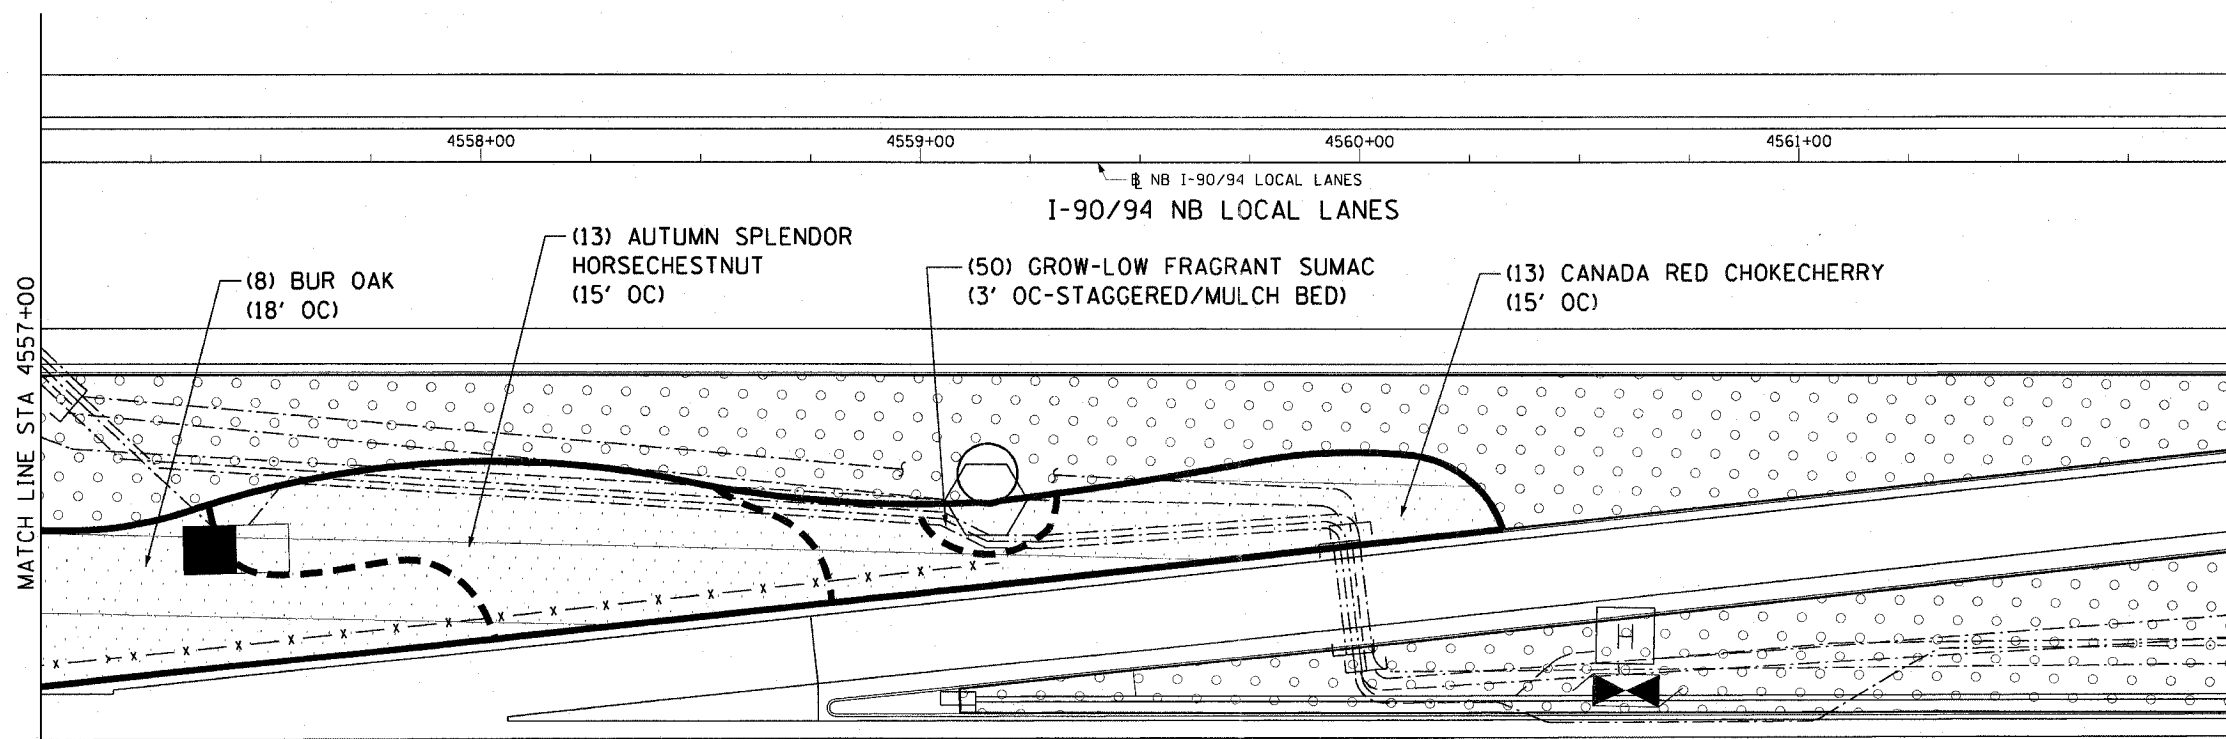 4558+00
4559+00
4560+00
4561+00
℄ NB I-90/94 LOCAL LANES
I-90/94 NB LOCAL LANES
(13) AUTUMN SPLENDOR
HORSECHESTNUT
(15' OC)
(8) BUR OAK
(18' OC)
(50) GROW-LOW FRAGRANT SUMAC
(3' OC-STAGGERED/MULCH BED)
(13) CANADA RED CHOKECHERRY
(15' OC)
MATCH LINE STA 4557+00
H